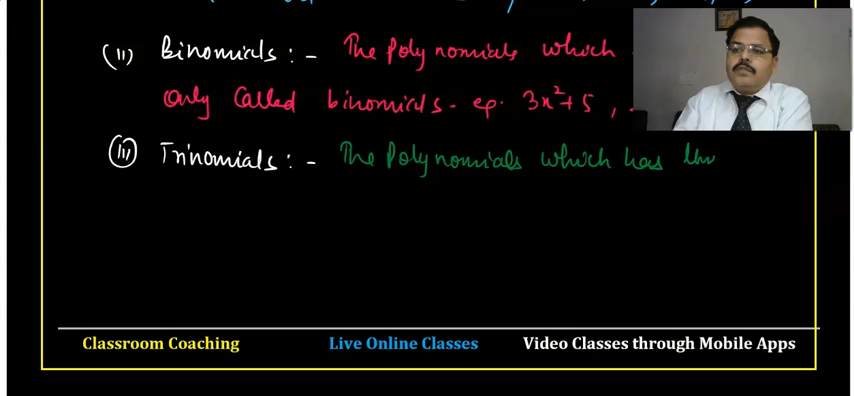 (ii) Binomials :- The Polynomials which
Only Called binomials. eg. 3x²+5 ,
(iii) Trinomials :- The Polynomials which has
Classroom Coaching Live Online Classes Video Classes through Mobile Apps